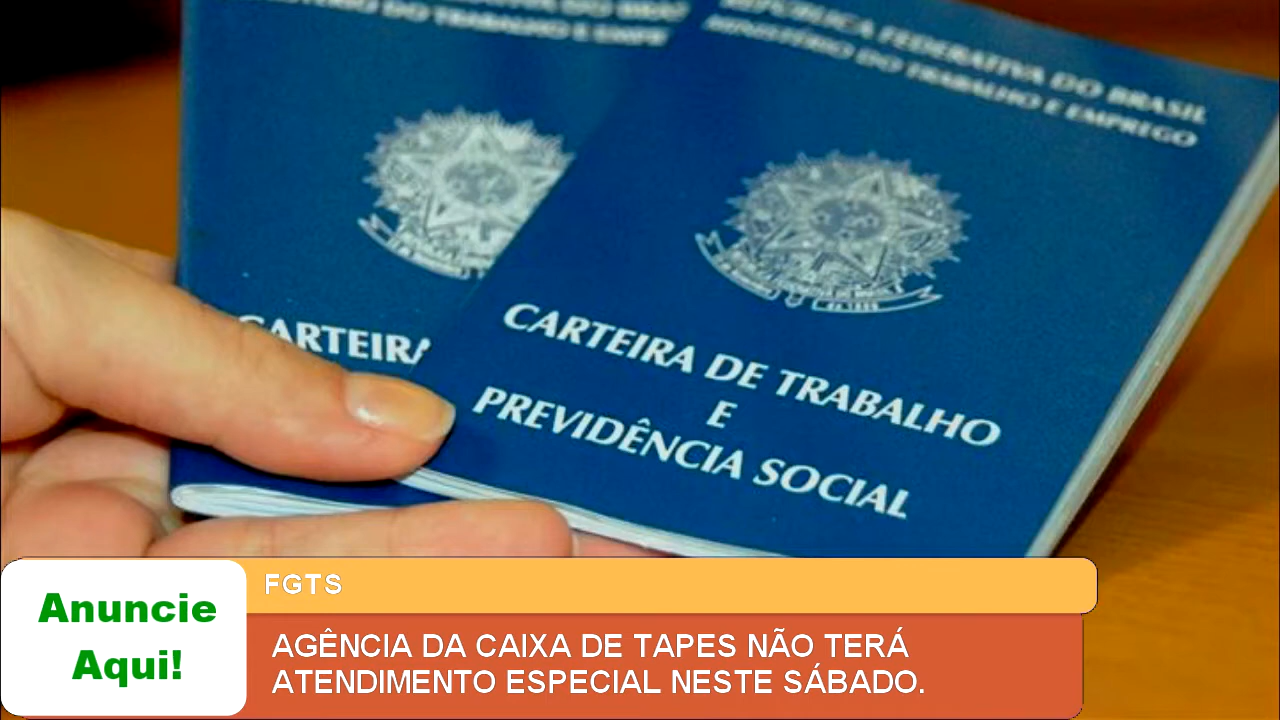 REPÚBLICA FEDERATIVA DO BRASIL
MINISTÉRIO DO TRABALHO E EMPREGO
CARTEIRA
CARTEIRA DE TRABALHO
E
PREVIDÊNCIA SOCIAL
Anuncie
Aqui!
FGTS
AGÊNCIA DA CAIXA DE TAPES NÃO TERÁ
ATENDIMENTO ESPECIAL NESTE SÁBADO.